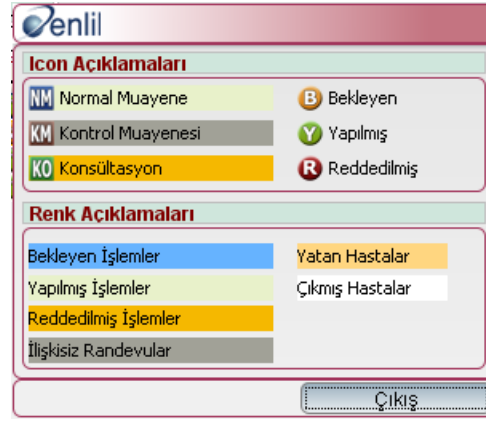 enlil
Icon Açıklamaları
NM Normal Muayene
B Bekleyen
KM Kontrol Muayenesi
Y Yapılmış
KO Konsültasyon
R Reddedilmiş
Renk Açıklamaları
Bekleyen İşlemler
Yatan Hastalar
Yapılmış İşlemler
Çıkmış Hastalar
Reddedilmiş İşlemler
İlişkisiz Randevular
Çıkış